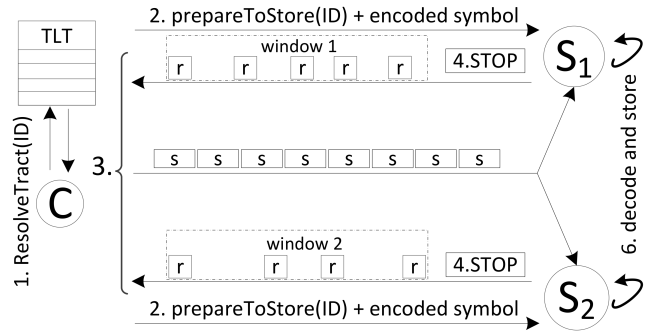 2. prepareToStore(ID) + encoded symbol
TLT
window 1
r r r r r
4.STOP
S1
1. ResolveTract(ID)
3.
s s s s s s s s
C
6. decode and store
window 2
r r r r
4.STOP
S2
2. prepareToStore(ID) + encoded symbol